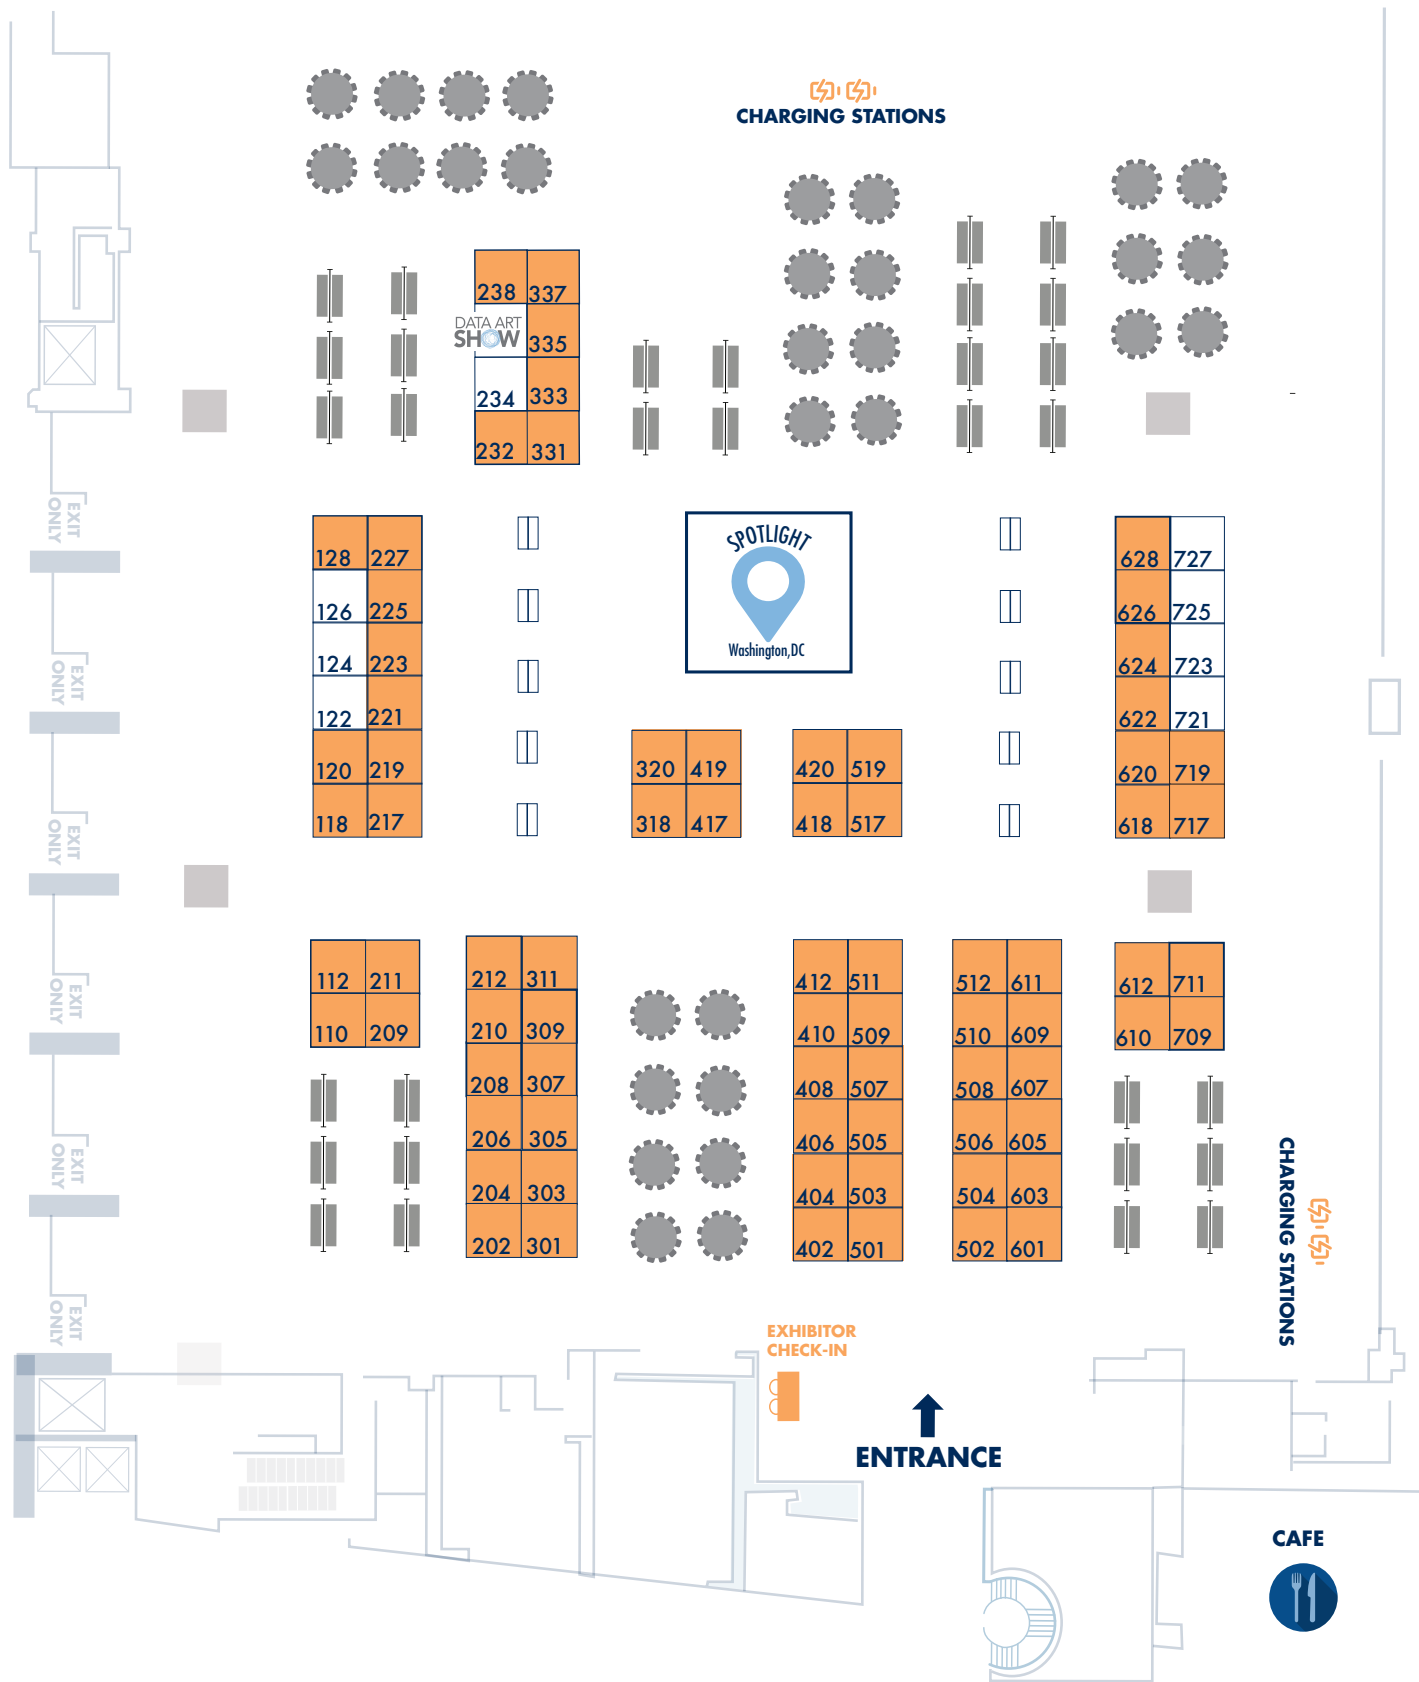 CHARGING STATIONS
238 337
DATA ART
SHOW
335
234 333
232 331
EXIT
ONLY
128 227
126 225
124 223
122 221
120 219
118 217
SPOTLIGHT
Washington,DC
628 727
626 725
624 723
622 721
620 719
618 717
EXIT
ONLY
320 419
318 417
420 519
418 517
EXIT
ONLY
112 211
110 209
212 311
210 309
208 307
206 305
204 303
202 301
412 511
410 509
408 507
406 505
404 503
402 501
512 611
510 609
508 607
506 605
504 603
502 601
612 711
610 709
EXIT
ONLY
EXIT
ONLY
CHARGING STATIONS
EXIT
ONLY
EXHIBITOR
CHECK-IN
ENTRANCE
CAFE